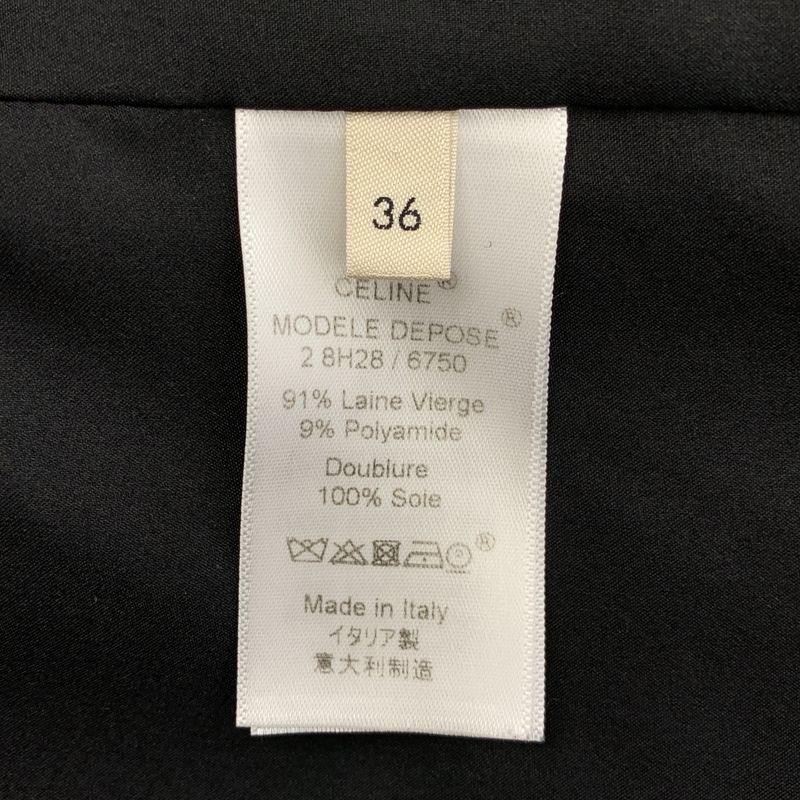 36
CELINE®
MODELE DEPOSE®
2 8H28 / 6750
91% Laine Vierge
9% Polyamide
Doublure
100% Soie
®
Made in Italy
イタリア製
意大利制造